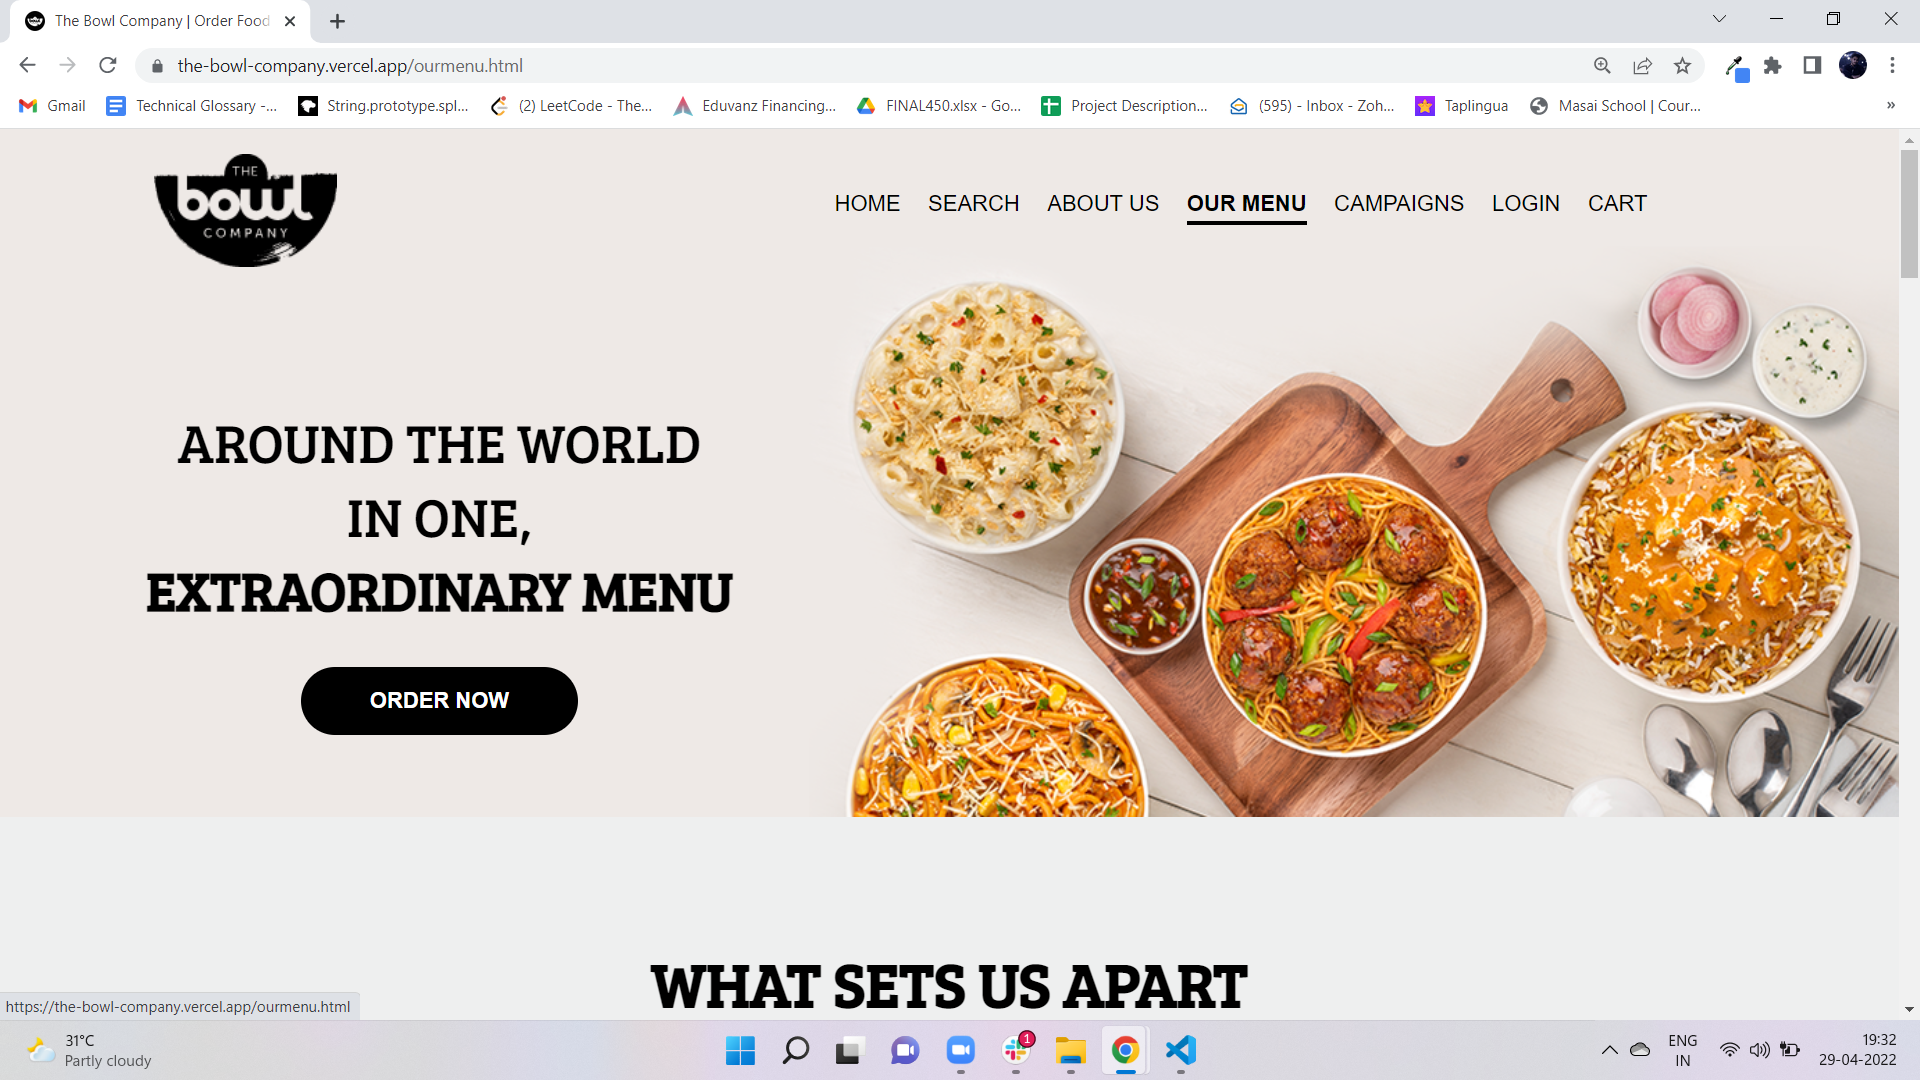 The Bowl Company | Order Food
the-bowl-company.vercel.app/ourmenu.html
Gmail
Technical Glossary -...
String.prototype.spl...
(2) LeetCode - The...
Eduvanz Financing...
FINAL450.xlsx - Go...
Project Description...
(595) - Inbox - Zoh...
Taplingua
Masai School | Cour...
»
THE
bowl
COMPANY
HOME SEARCH ABOUT US OUR MENU CAMPAIGNS LOGIN CART
AROUND THE WORLD
IN ONE,
EXTRAORDINARY MENU
ORDER NOW
WHAT SETS US APART
https://the-bowl-company.vercel.app/ourmenu.html
31°C
Partly cloudy
1
ENG
IN
19:32
29-04-2022